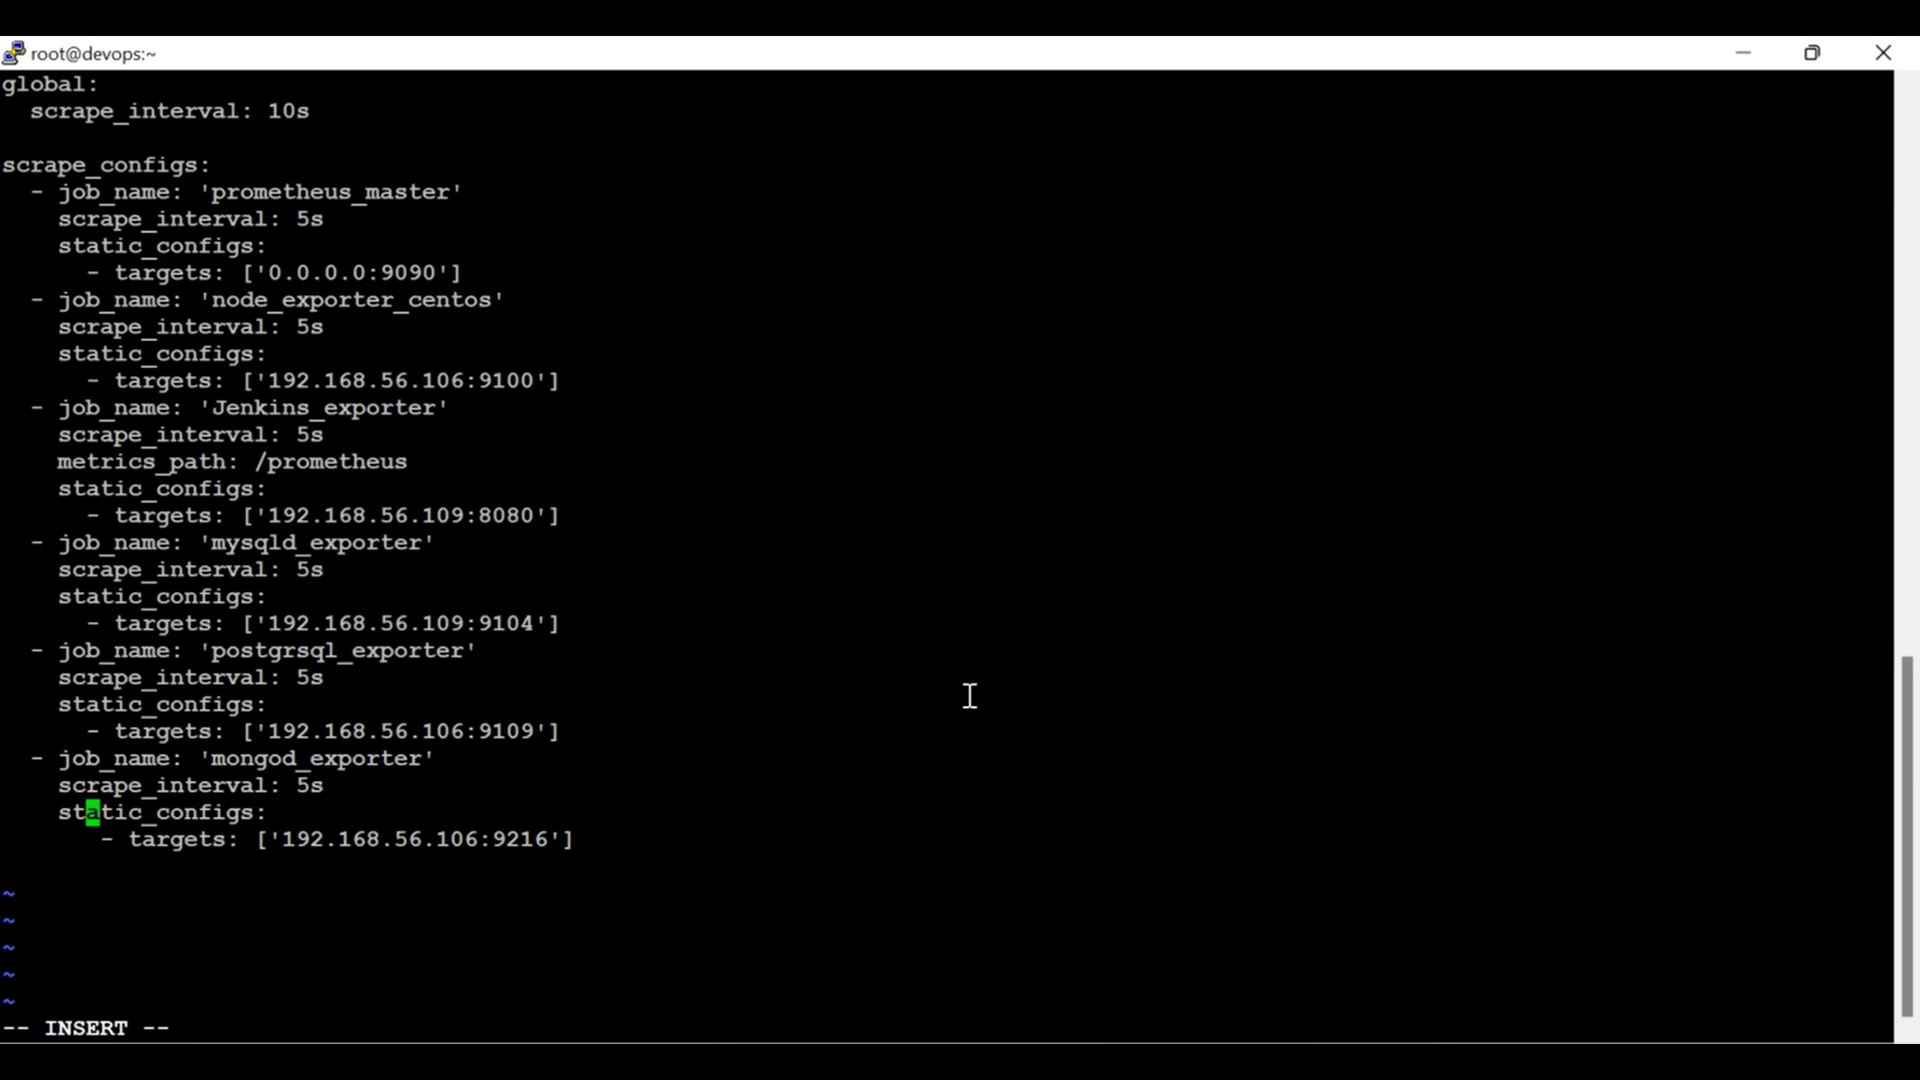 root@devops:~
global:
  scrape_interval: 10s

scrape_configs:
  - job_name: 'prometheus_master'
    scrape_interval: 5s
    static_configs:
      - targets: ['0.0.0.0:9090']
  - job_name: 'node_exporter_centos'
    scrape_interval: 5s
    static_configs:
      - targets: ['192.168.56.106:9100']
  - job_name: 'Jenkins_exporter'
    scrape_interval: 5s
    metrics_path: /prometheus
    static_configs:
      - targets: ['192.168.56.109:8080']
  - job_name: 'mysqld_exporter'
    scrape_interval: 5s
    static_configs:
      - targets: ['192.168.56.109:9104']
  - job_name: 'postgrsql_exporter'
    scrape_interval: 5s
    static_configs:
      - targets: ['192.168.56.106:9109']
  - job_name: 'mongod_exporter'
    scrape_interval: 5s
    static_configs:
       - targets: ['192.168.56.106:9216']

~
~
~
~
~
-- INSERT --